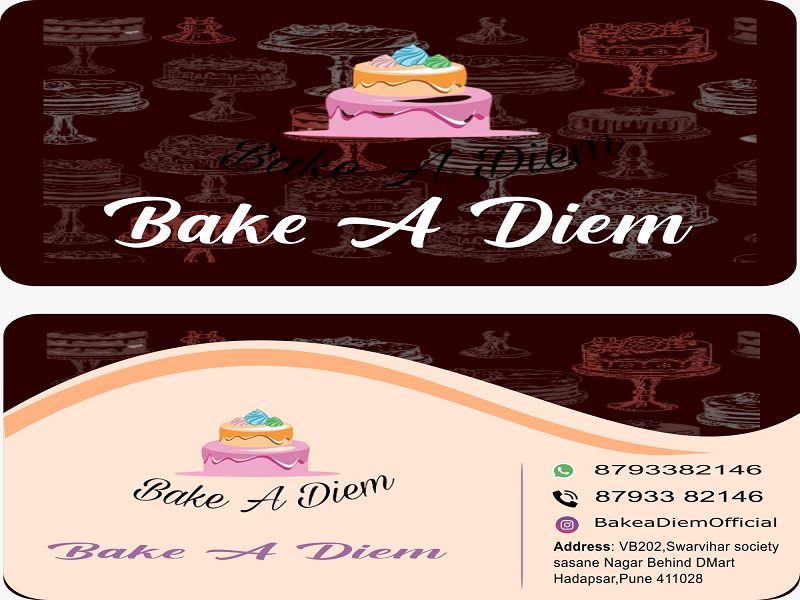 Bake A Diem
Bake A Diem
Bake A Diem
Bake A Diem
8793382146
87933 82146
BakeaDiemOfficial
Address: VB202,Swarvihar society
sasane Nagar Behind DMart
Hadapsar,Pune 411028